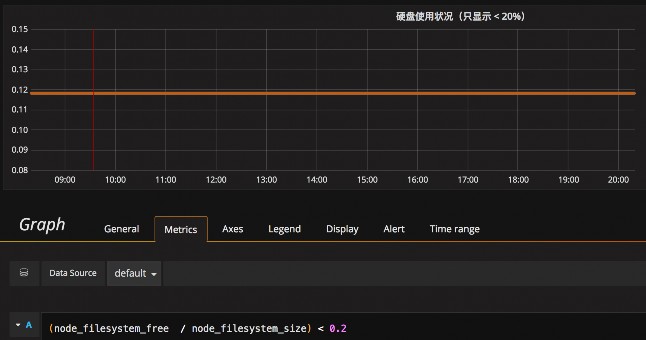 硬盘使用状况（只显示 < 20%）
0.15
0.14
0.13
0.12
0.11
0.10
0.09
0.08
09:00 10:00 11:00 12:00 13:00 14:00 15:00 16:00 17:00 18:00 19:00 20:00
Graph General Metrics Axes Legend Display Alert Time range
Data Source default
A (node_filesystem_free / node_filesystem_size) < 0.2